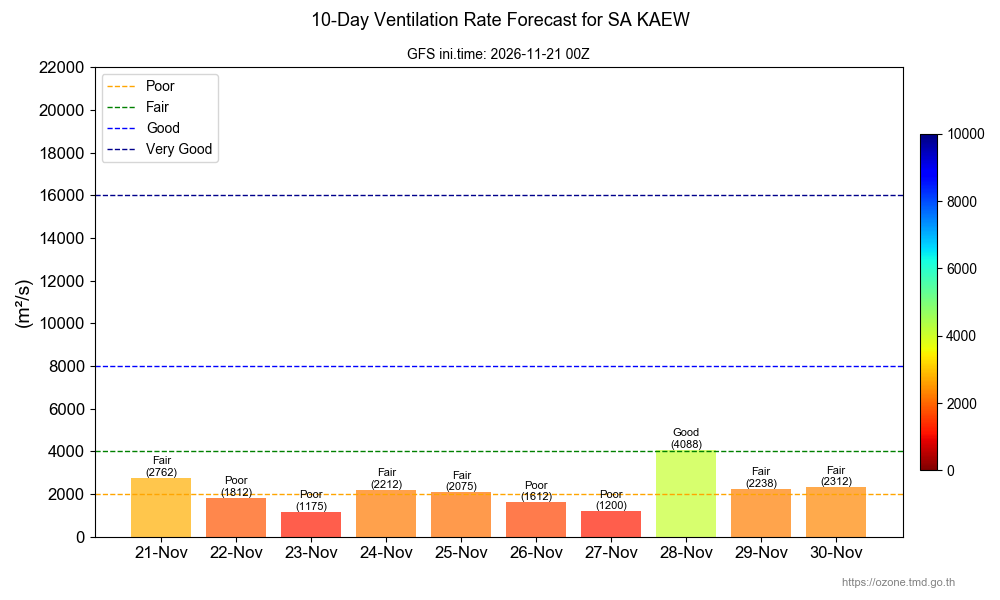 10-Day Ventilation Rate Forecast for SA KAEW
GFS ini.time: 2026-11-21 00Z
22000
20000
18000
16000
14000
12000
10000
8000
6000
4000
2000
0
(m²/s)
Poor
Fair
Good
Very Good
Fair
(2762)
Poor
(1812)
Poor
(1175)
Fair
(2212)
Fair
(2075)
Poor
(1612)
Poor
(1200)
Good
(4088)
Fair
(2238)
Fair
(2312)
21-Nov
22-Nov
23-Nov
24-Nov
25-Nov
26-Nov
27-Nov
28-Nov
29-Nov
30-Nov
10000
8000
6000
4000
2000
0
https://ozone.tmd.go.th